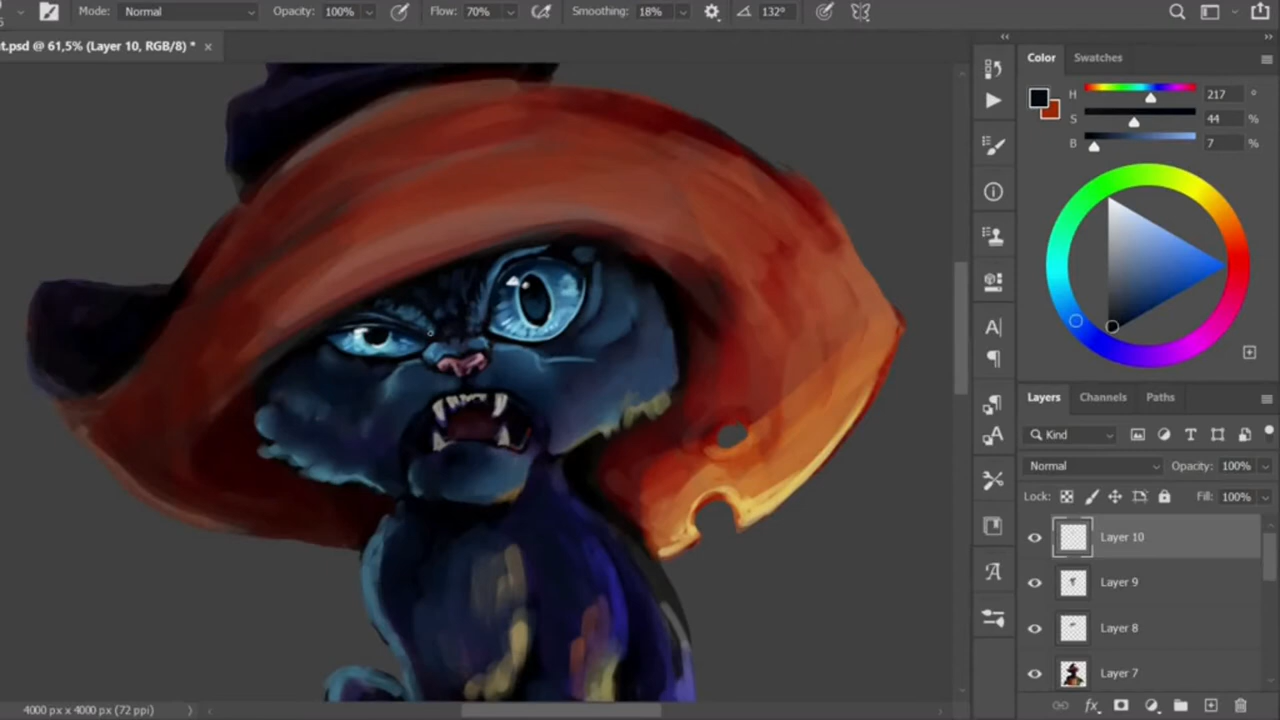 Mode: Normal Opacity: 100% Flow: 70% Smoothing: 18% 132°
t.psd @ 61,5% (Layer 10, RGB/8) * ×
Color Swatches
H 217 °
S 44 %
B 7 %
Layers Channels Paths
Kind
Normal Opacity: 100%
Lock: Fill: 100%
Layer 10
Layer 9
Layer 8
Layer 7
fx
4000 px x 4000 px (72 ppi)